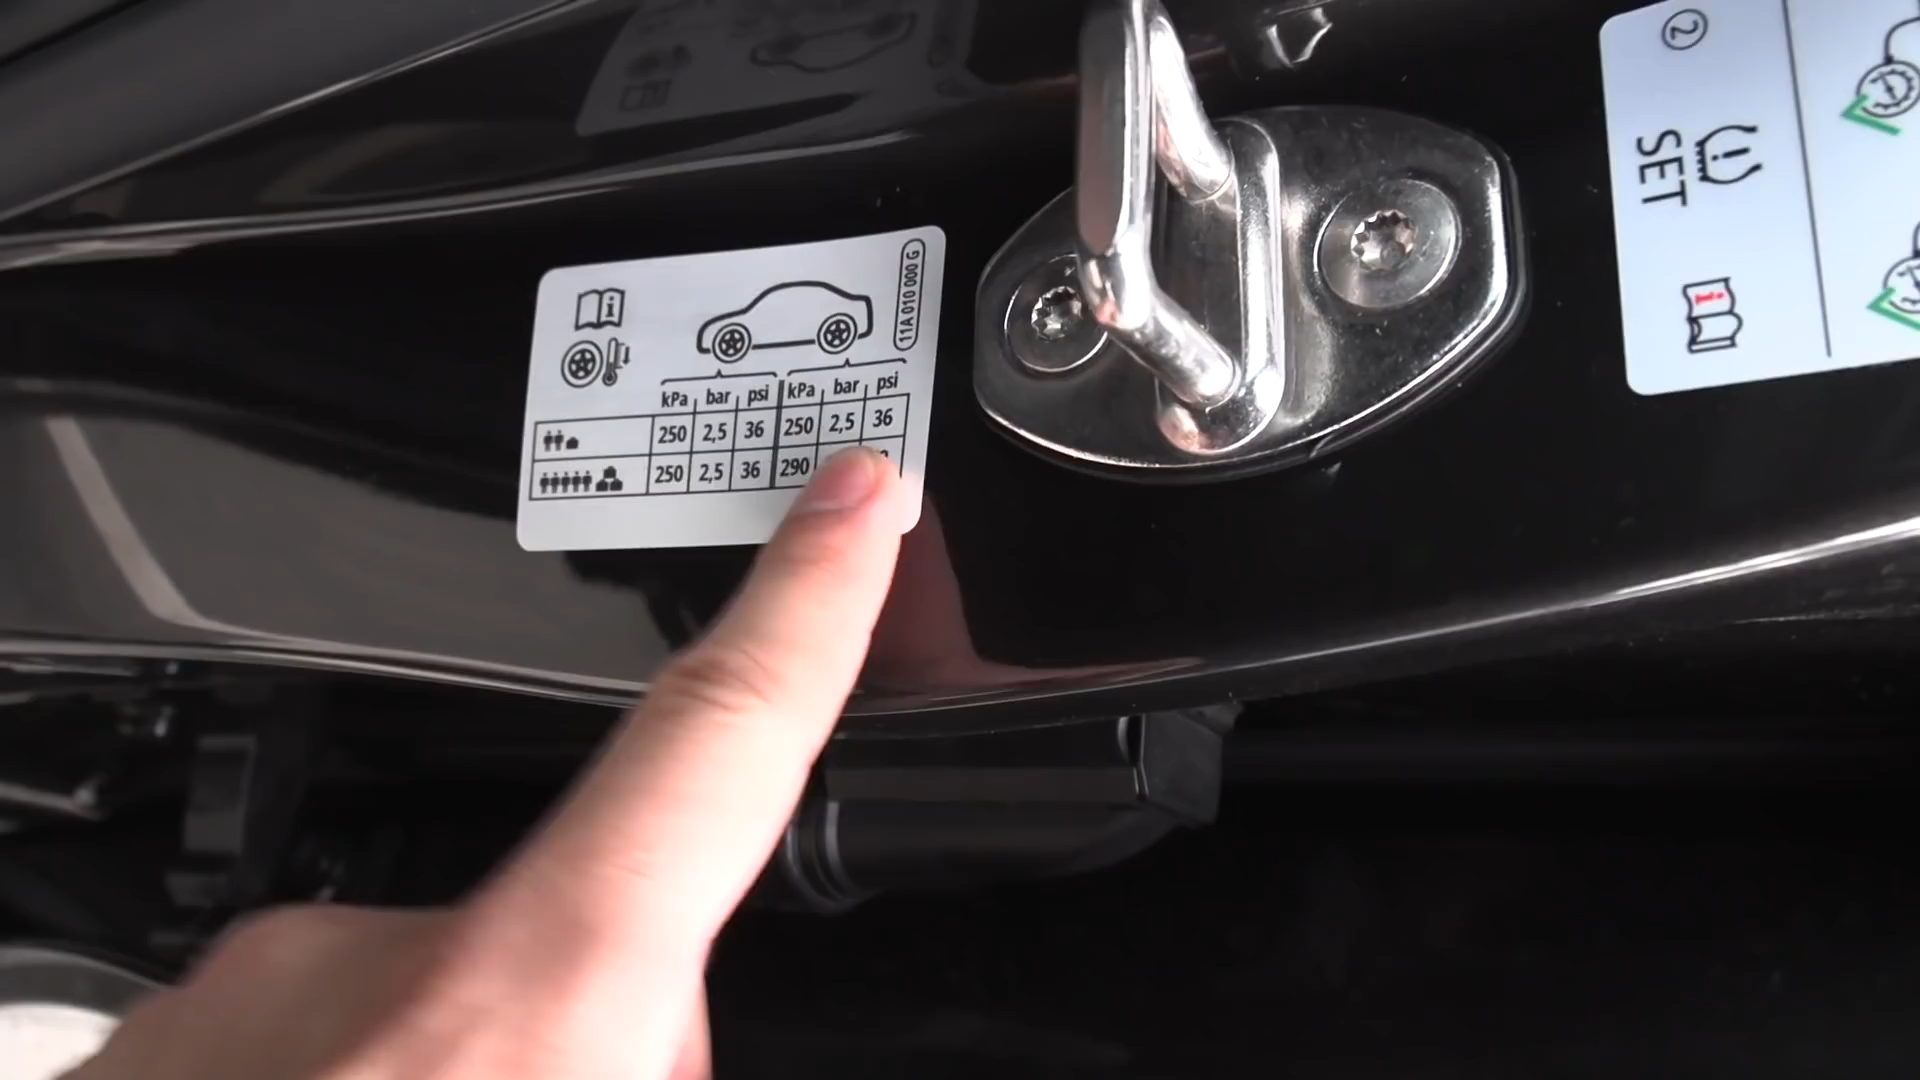 11A 010 000 G
kPa bar psi kPa bar psi
250 2,5 36 250 2,5 36
250 2,5 36 290
2
SET
i